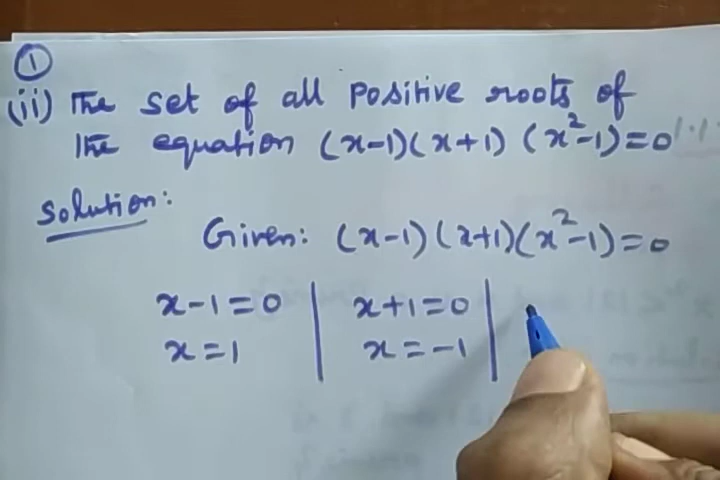 ①
(ii) The set of all positive roots of
the equation (x-1)(x+1)(x²-1)=0
Solution:
Given: (x-1)(x+1)(x²-1)=0
x-1=0 | x+1=0 |
x=1 | x=-1 |